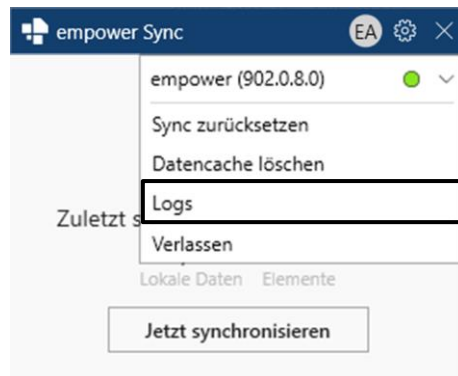 empower Sync EA
empower (902.0.8.0)
Sync zurücksetzen
Datencache löschen
Logs
Zuletzt s
Verlassen
Lokale Daten Elemente
Jetzt synchronisieren